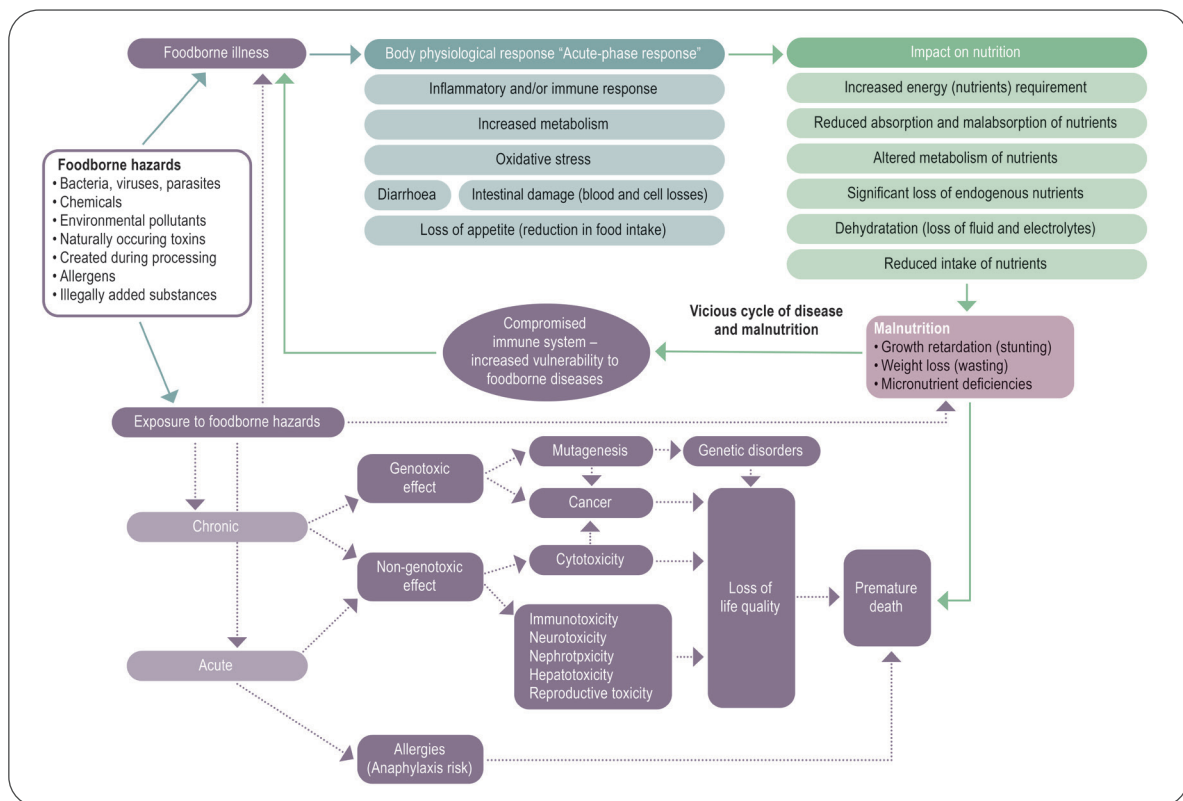 Foodborne illness
Body physiological response “Acute-phase response”
Impact on nutrition
Inflammatory and/or immune response
Increased metabolism
Oxidative stress
Diarrhoea
Intestinal damage (blood and cell losses)
Loss of appetite (reduction in food intake)
Increased energy (nutrients) requirement
Reduced absorption and malabsorption of nutrients
Altered metabolism of nutrients
Significant loss of endogenous nutrients
Dehydratation (loss of fluid and electrolytes)
Reduced intake of nutrients
Foodborne hazards
• Bacteria, viruses, parasites
• Chemicals
• Environmental pollutants
• Naturally occuring toxins
• Created during processing
• Allergens
• Illegally added substances
Compromised
immune system –
increased vulnerability to
foodborne diseases
Vicious cycle of disease
and malnutrition
Malnutrition
• Growth retardation (stunting)
• Weight loss (wasting)
• Micronutrient deficiencies
Exposure to foodborne hazards
Chronic
Acute
Genotoxic
effect
Non-genotoxic
effect
Mutagenesis
Genetic disorders
Cancer
Cytotoxicity
Immunotoxicity
Neurotoxicity
Nephrotpxicity
Hepatotoxicity
Reproductive toxicity
Loss of
life quality
Premature
death
Allergies
(Anaphylaxis risk)